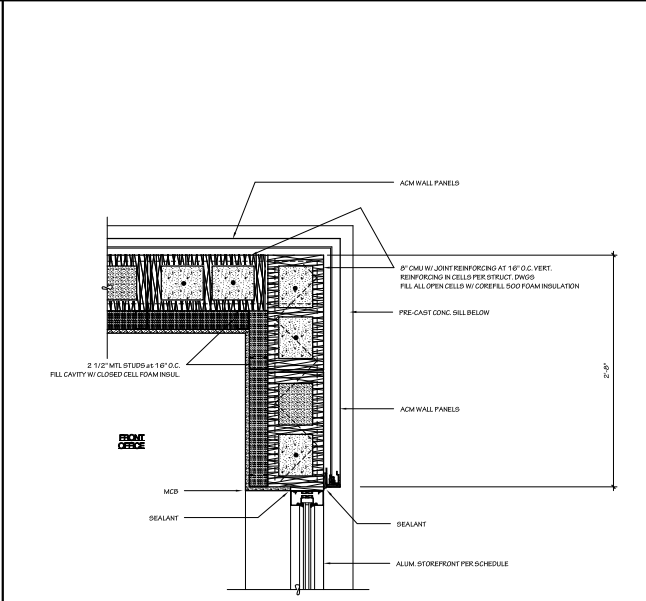 ACM WALL PANELS
8" CMU W/ JOINT REINFORCING AT 16" O.C. VERT.
REINFORCING IN CELLS PER STRUCT. DWGS
FILL ALL OPEN CELLS W/ COREFILL 500 FOAM INSULATION
PRE-CAST CONC. SILL BELOW
2'-8"
2 1/2" MTL STUDS at 16" O.C.
FILL CAVITY W/ CLOSED CELL FOAM INSUL.
ACM WALL PANELS
FRONT
OFFICE
MCB
SEALANT
SEALANT
ALUM. STOREFRONT PER SCHEDULE